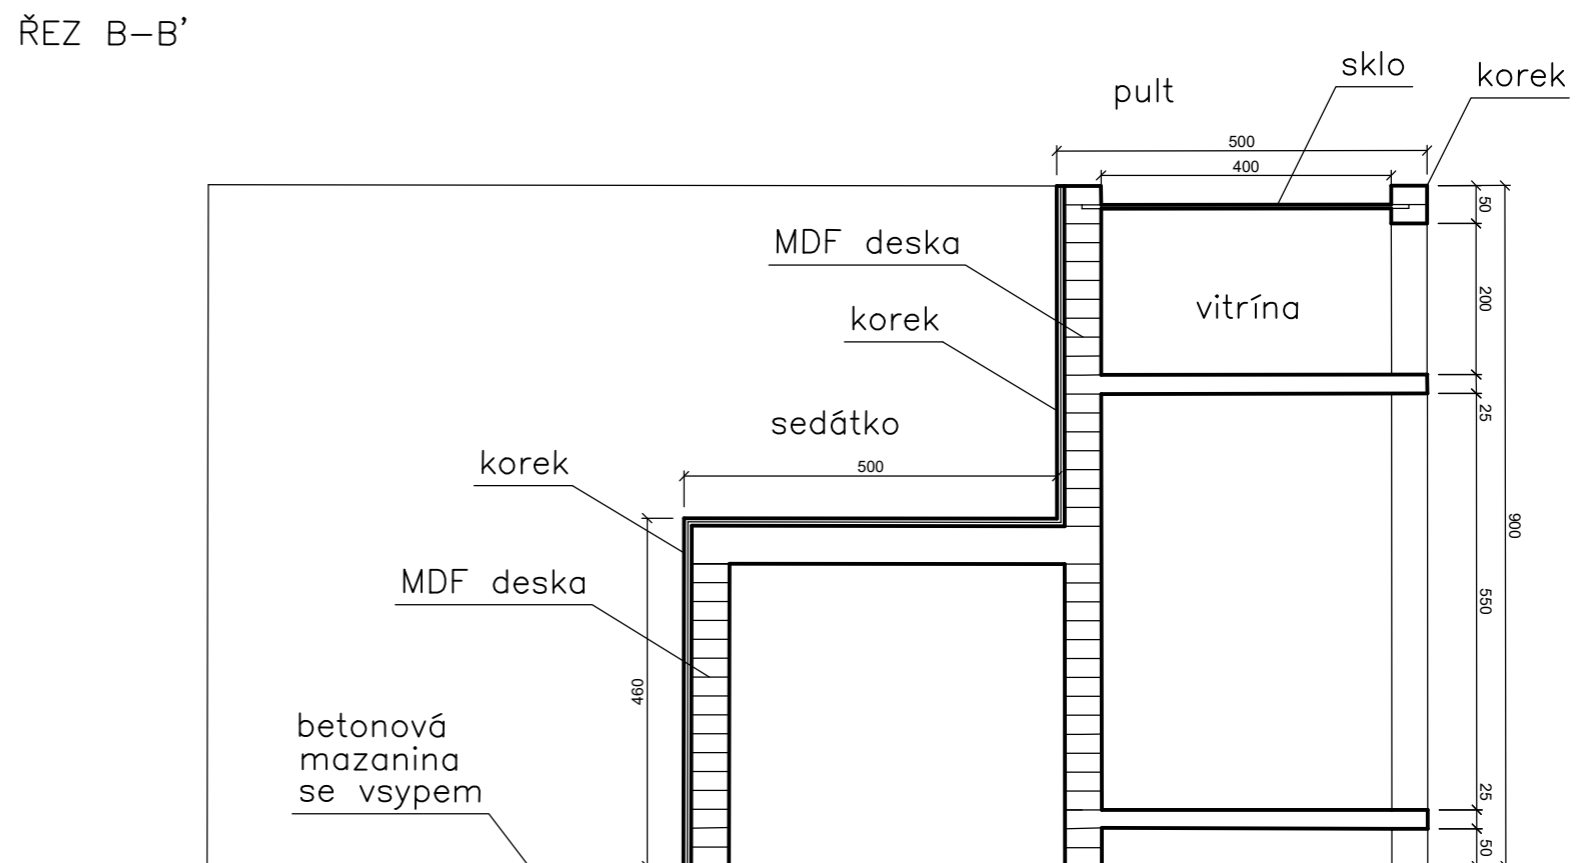 ŘEZ B–B’
sklo
korek
pult
500
400
50
MDF deska
vitrína
200
korek
25
sedátko
korek
500
900
MDF deska
550
460
betonová
mazanina
se vsypem
25
50